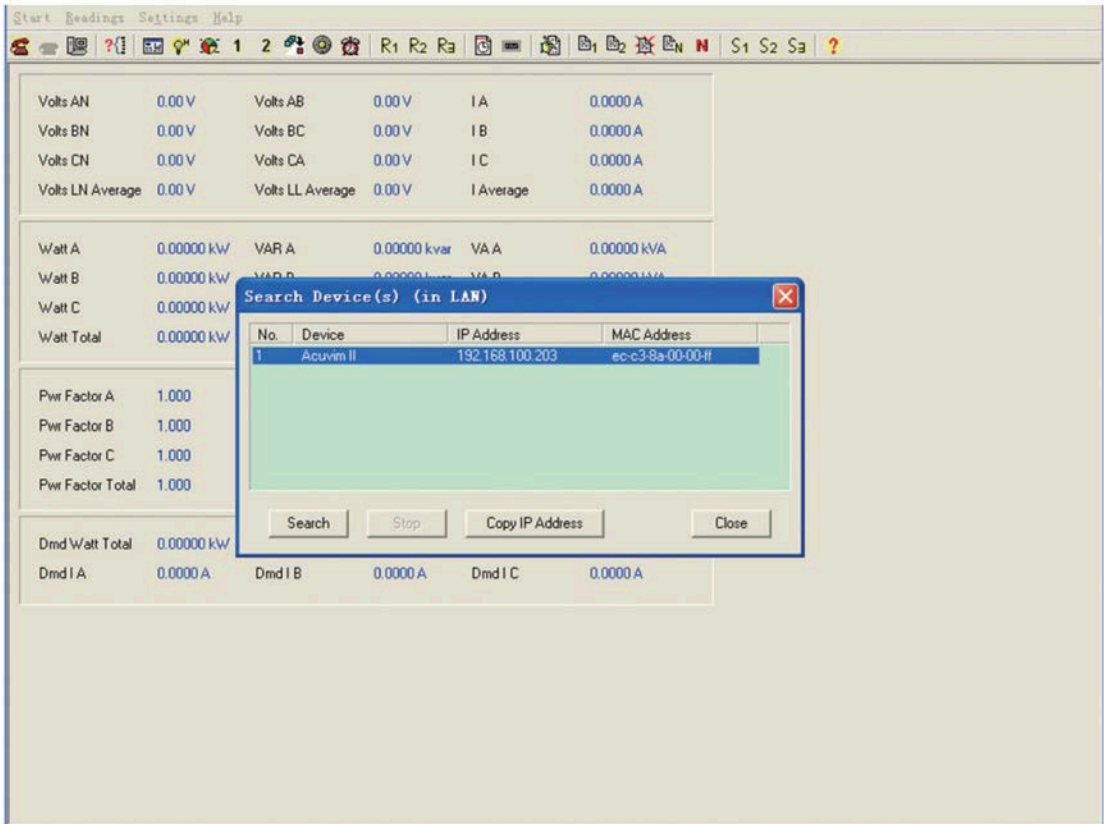 Start Readings Settings Help
1 2 R1 R2 R3 1 2 N N S1 S2 S3 ?
Volts AN 0.00 V Volts AB 0.00 V I A 0.0000 A
Volts BN 0.00 V Volts BC 0.00 V I B 0.0000 A
Volts CN 0.00 V Volts CA 0.00 V I C 0.0000 A
Volts LN Average 0.00 V Volts LL Average 0.00 V I Average 0.0000 A
Watt A 0.00000 kW VAR A 0.00000 kvar VA A 0.00000 kVA
Watt B 0.00000 kW
Watt C 0.00000 kW
Watt Total 0.00000 kW
Pwr Factor A 1.000
Pwr Factor B 1.000
Pwr Factor C 1.000
Pwr Factor Total 1.000
Dmd Watt Total 0.00000 kW
Dmd I A 0.0000 A Dmd I B 0.0000 A Dmd I C 0.0000 A
Search Device(s) (in LAN)
No. Device IP Address MAC Address
1 Acuvim II 192.168.100.203 ec-c3-8a-00-00-ff
Search Stop Copy IP Address Close